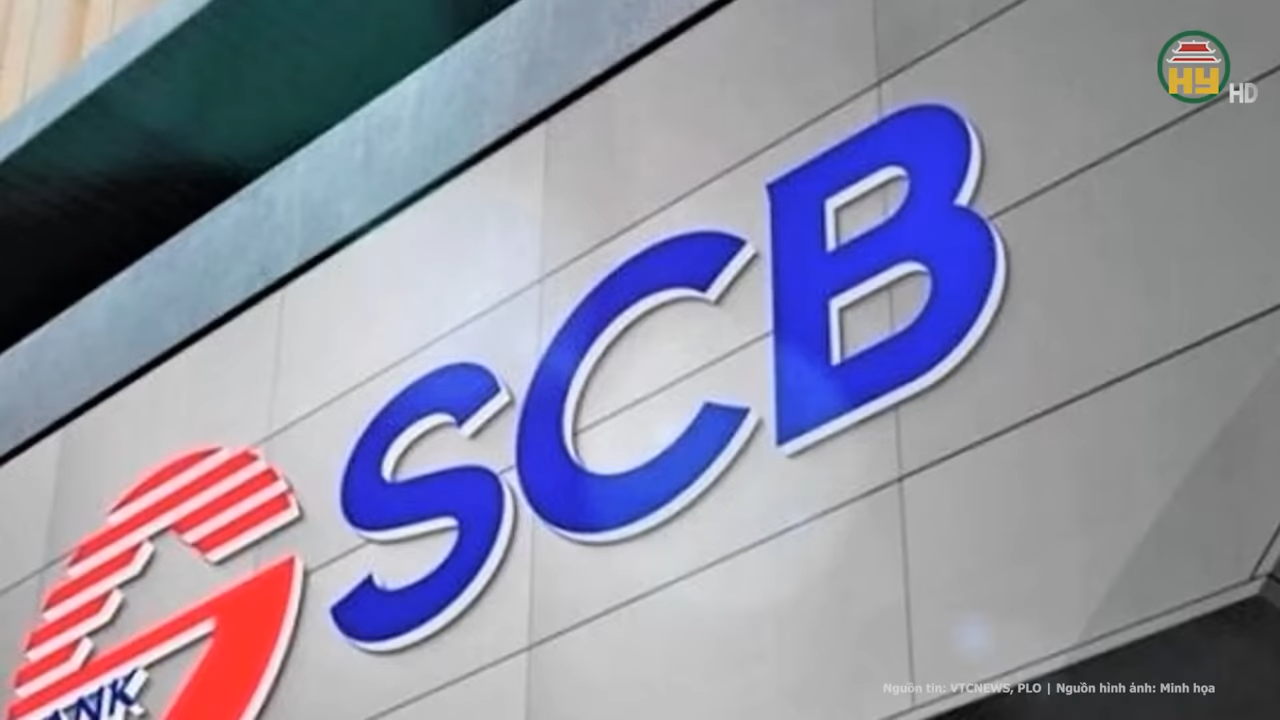 HY
HD
SCB
Nguồn tin: VTCNEWS, PLO | Nguồn hình ảnh: Minh họa